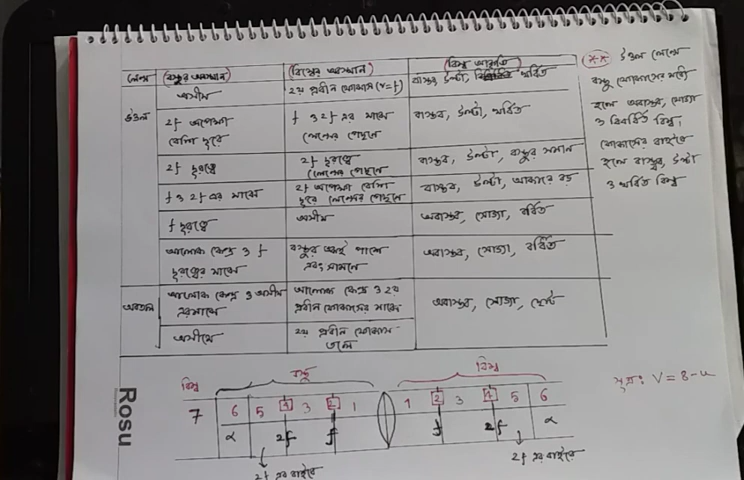 লেন্স (বস্তুর অবস্থান) (বিম্বের অবস্থান) (বিম্ব আকৃতি)
অসীম ২য় প্রধান ফোকাস (v=f) বাস্তব, উল্টা, খর্বিত
উত্তল 2f অপেক্ষা বেশি দূরে f ও 2f এর মাঝে লেন্সের পেছনে বাস্তব, উল্টা, খর্বিত
2f দূরত্বে 2f দূরত্বে লেন্সের পেছনে বাস্তব, উল্টা, বস্তুর সমান
f ও 2f এর মাঝে 2f অপেক্ষা বেশি দূরে লেন্সের পেছনে বাস্তব, উল্টা, আকারে বড়
f দূরত্বে অসীম অবাস্তব, সোজা, বর্ধিত
আলোক কেন্দ্র ও f দূরত্বের মাঝে বস্তুর একই পাশে এবং সামনে অবাস্তব, সোজা, বর্ধিত
অবতল আলোক কেন্দ্র ও অসীম এর মাঝে আলোক কেন্দ্র ও ২য় প্রধান ফোকাসের মাঝে অবাস্তব, সোজা, ছোট
অসীমে ২য় প্রধান ফোকাস তলে
** উত্তল লেন্সে
বস্তু ফোকাসের মধ্যে
হলে অবাস্তব, সোজা
ও বিবর্ধিত বিম্ব।
ফোকাসের বাইরে
হলে বাস্তব, উল্টা
ও খর্বিত বিম্ব
বিম্ব বস্তু বিম্ব
7 6 5 4 3 2 1 1 2 3 4 5 6
α 2f f f 2f α
2f এর বাইরে 2f এর বাইরে
সূত্র: V = 8-u
Rosu